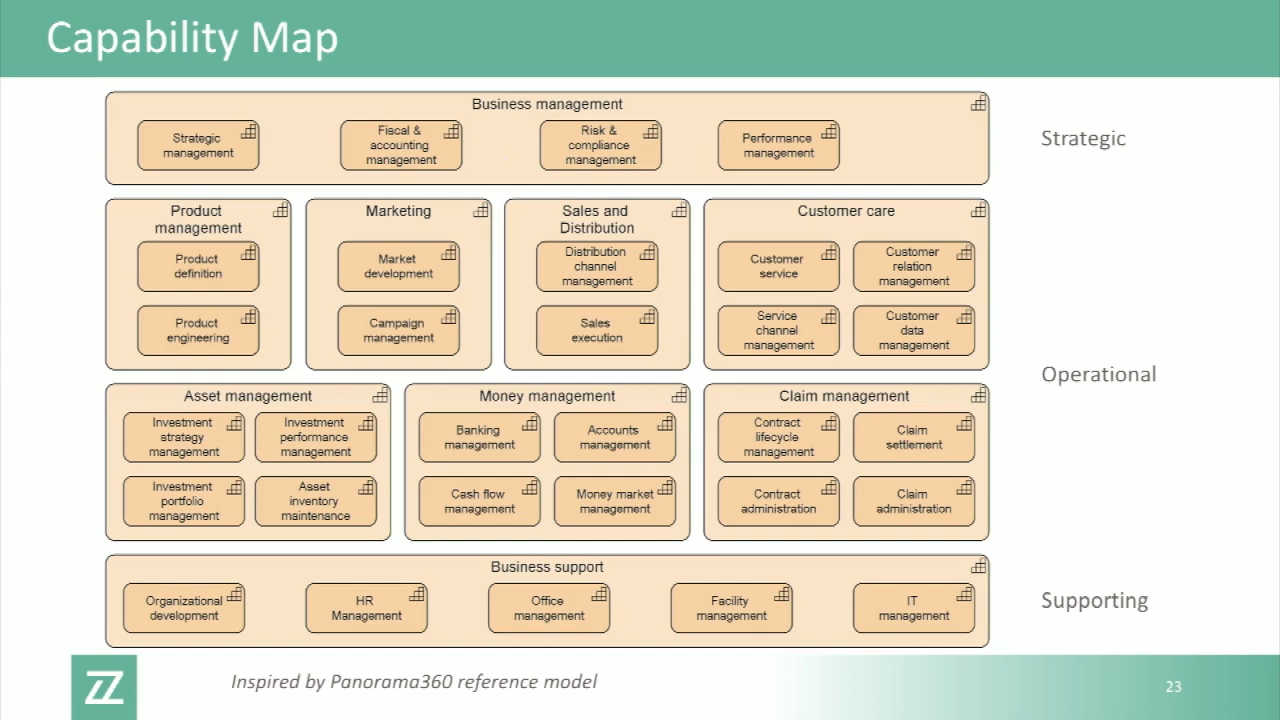 Capability Map
Business management
Strategic
management
Fiscal &
accounting
management
Risk &
compliance
management
Performance
management
Strategic
Product
management
Product
definition
Product
engineering
Marketing
Market
development
Campaign
management
Sales and
Distribution
Distribution
channel
management
Sales
execution
Customer care
Customer
service
Customer
relation
management
Service
channel
management
Customer
data
management
Operational
Asset management
Investment
strategy
management
Investment
performance
management
Investment
portfolio
management
Asset
inventory
maintenance
Money management
Banking
management
Accounts
management
Cash flow
management
Money market
management
Claim management
Contract
lifecycle
management
Claim
settlement
Contract
administration
Claim
administration
Business support
Organizational
development
HR
Management
Office
management
Facility
management
IT
management
Supporting
ZZ
Inspired by Panorama360 reference model
23